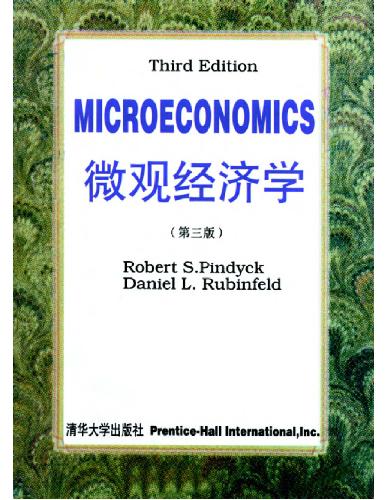 Third Edition
MICROECONOMICS
微观经济学
（第三版）
Robert S.Pindyck
Daniel L. Rubinfeld
清华大学出版社 Prentice-Hall International,Inc.